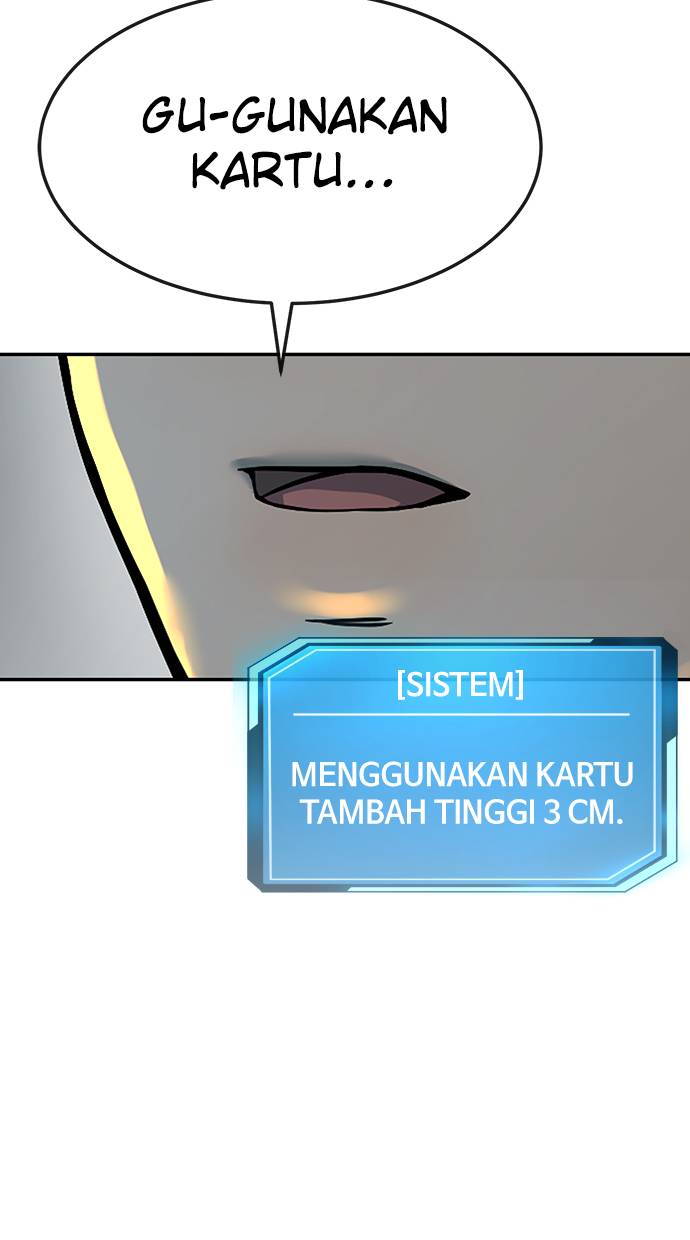 GU-GUNAKAN
KARTU...
[SISTEM]
MENGGUNAKAN KARTU
TAMBAH TINGGI 3 CM.